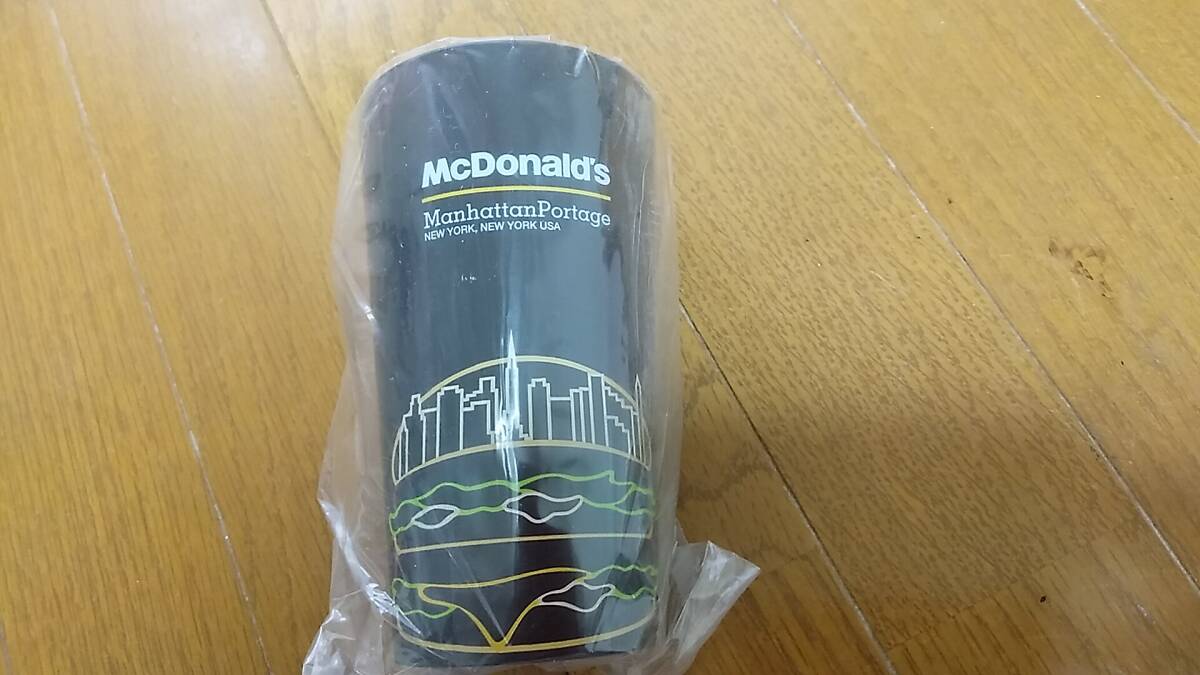 McDonald's
ManhattanPortage
NEW YORK, NEW YORK USA